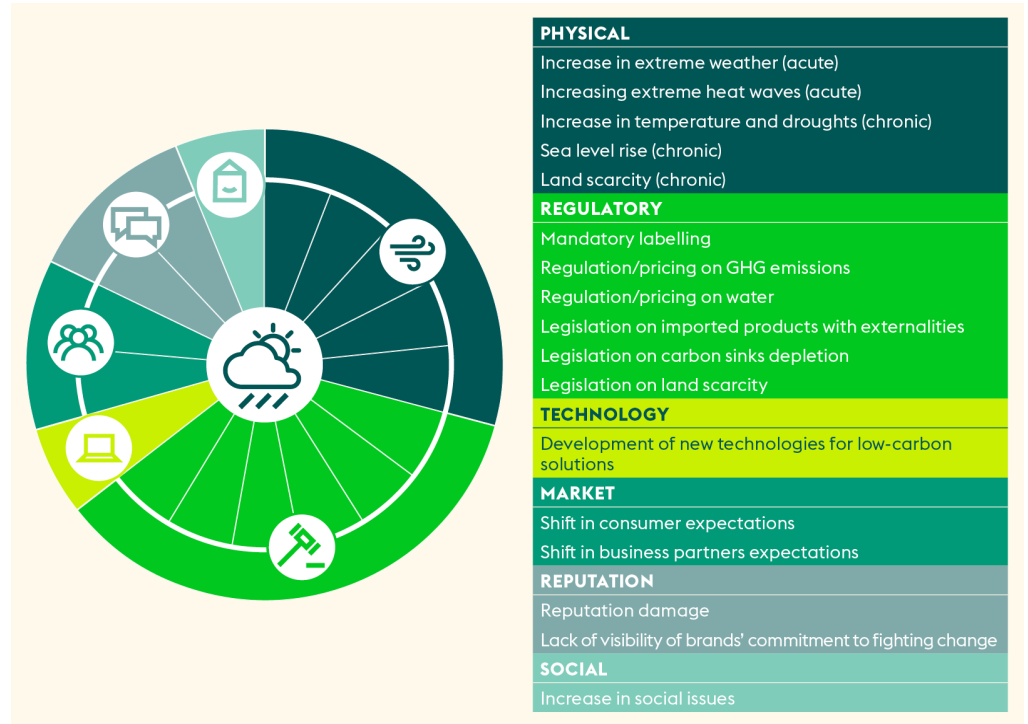 PHYSICAL
Increase in extreme weather (acute)
Increasing extreme heat waves (acute)
Increase in temperature and droughts (chronic)
Sea level rise (chronic)
Land scarcity (chronic)
REGULATORY
Mandatory labelling
Regulation/pricing on GHG emissions
Regulation/pricing on water
Legislation on imported products with externalities
Legislation on carbon sinks depletion
Legislation on land scarcity
TECHNOLOGY
Development of new technologies for low-carbon
solutions
MARKET
Shift in consumer expectations
Shift in business partners expectations
REPUTATION
Reputation damage
Lack of visibility of brands' commitment to fighting change
SOCIAL
Increase in social issues